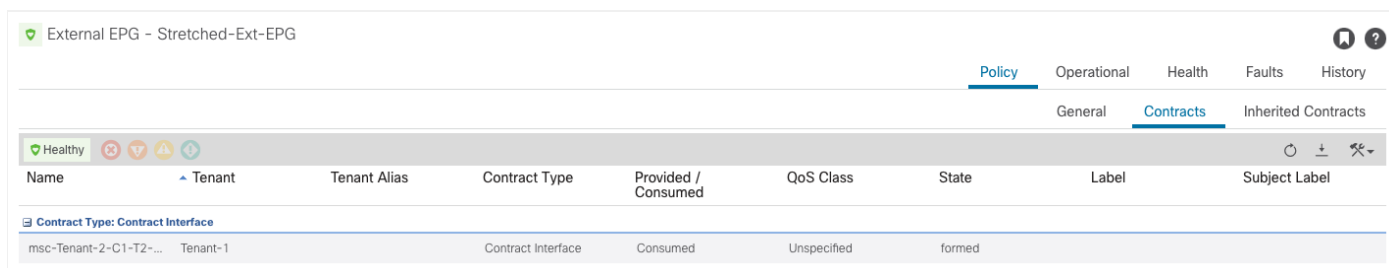 External EPG - Stretched-Ext-EPG
Policy Operational Health Faults History
General Contracts Inherited Contracts
Healthy
Name Tenant Tenant Alias Contract Type Provided / Consumed QoS Class State Label Subject Label
Contract Type: Contract Interface
msc-Tenant-2-C1-T2-... Tenant-1 Contract Interface Consumed Unspecified formed